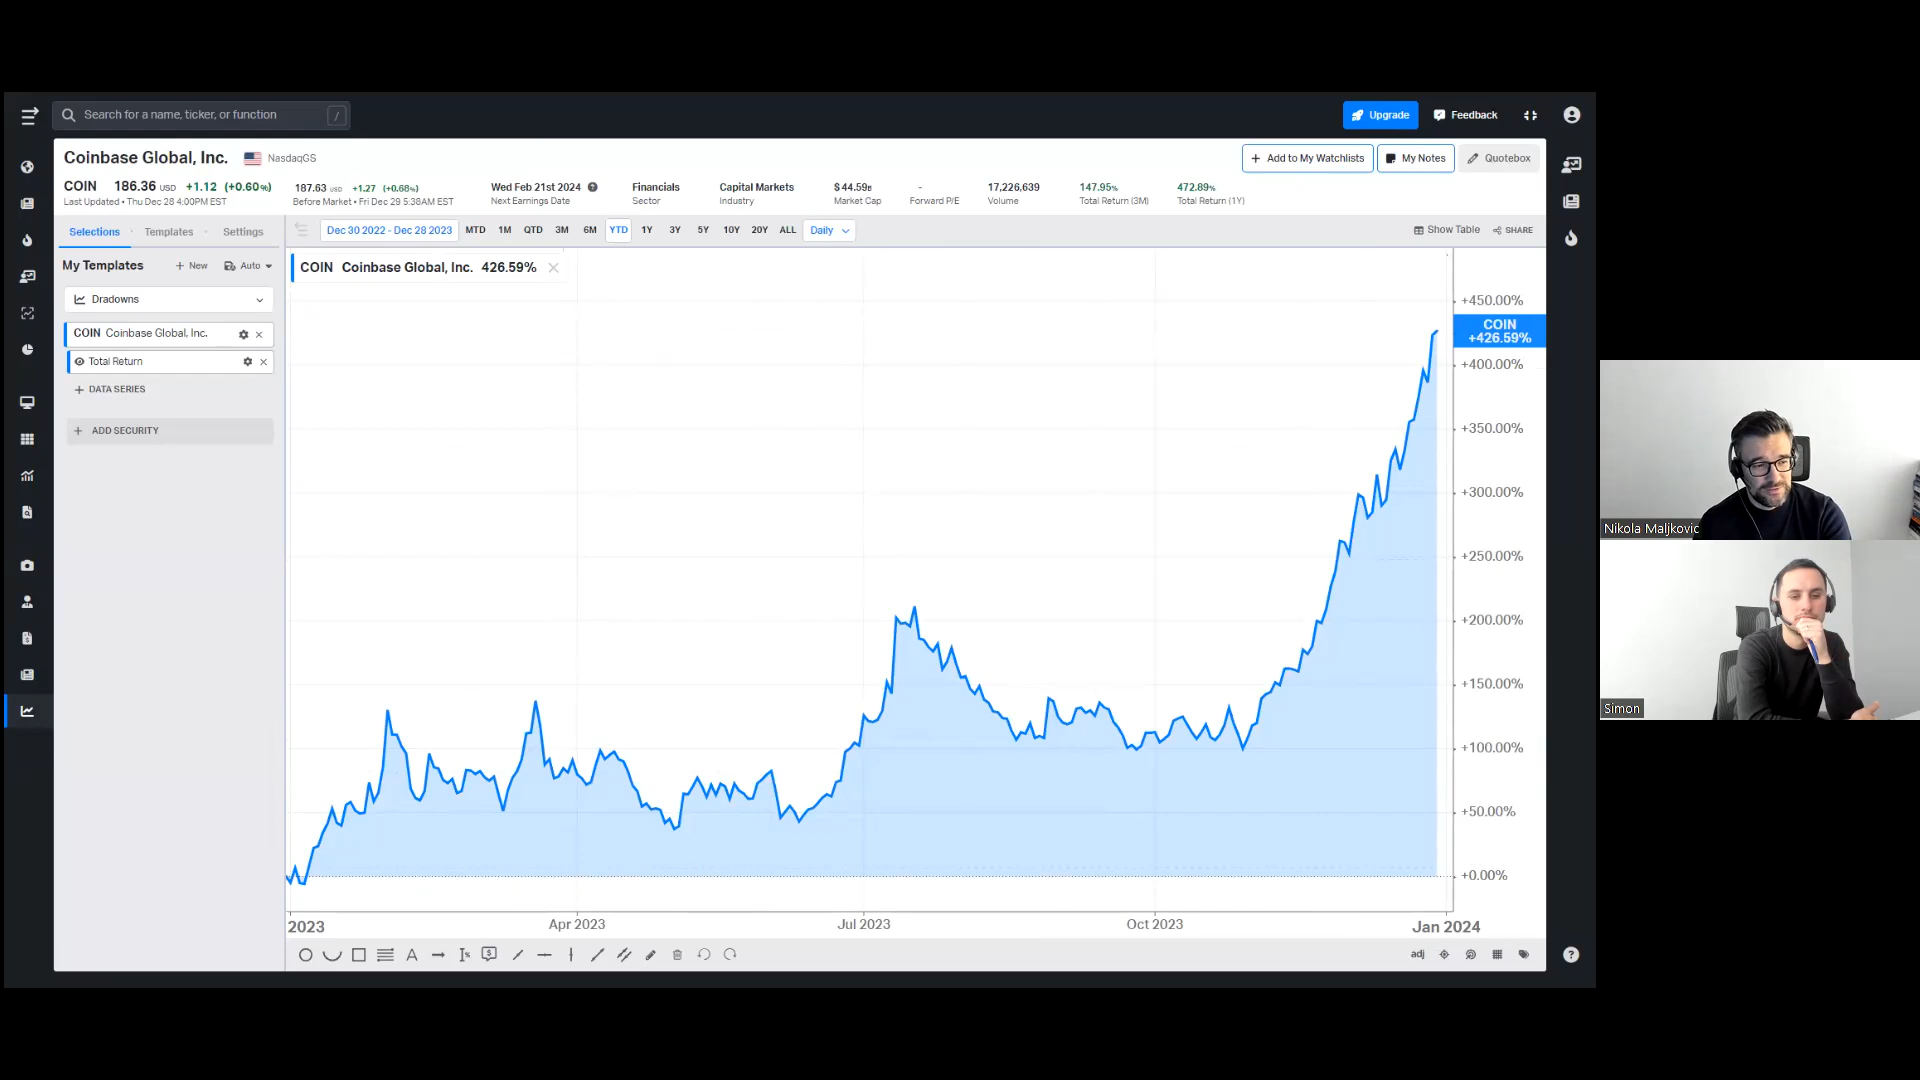 Search for a name, ticker, or function /
Upgrade
Feedback
Coinbase Global, Inc. NasdaqGS
Add to My Watchlists
My Notes
Quotebox
COIN 186.36 USD +1.12 (+0.60%)
Last Updated • Thu Dec 28 4:00PM EST
187.63 USD +1.27 (+0.68%)
Before Market • Fri Dec 29 5:38AM EST
Wed Feb 21st 2024
Next Earnings Date
Financials
Sector
Capital Markets
Industry
$ 44.59B
Market Cap
-
Forward P/E
17,226,639
Volume
147.95%
Total Return (3M)
472.89%
Total Return (1Y)
Selections
Templates
Settings
Dec 30 2022 - Dec 28 2023
MTD 1M QTD 3M 6M YTD 1Y 3Y 5Y 10Y 20Y ALL
Daily
Show Table
SHARE
My Templates
+ New
Auto
Dradowns
COIN Coinbase Global, Inc.
Total Return
+ DATA SERIES
+ ADD SECURITY
COIN Coinbase Global, Inc. 426.59%
+450.00%
COIN
+426.59%
+400.00%
+350.00%
+300.00%
+250.00%
+200.00%
+150.00%
+100.00%
+50.00%
+0.00%
2023
Apr 2023
Jul 2023
Oct 2023
Jan 2024
adj
Nikola Maljkovic
Simon